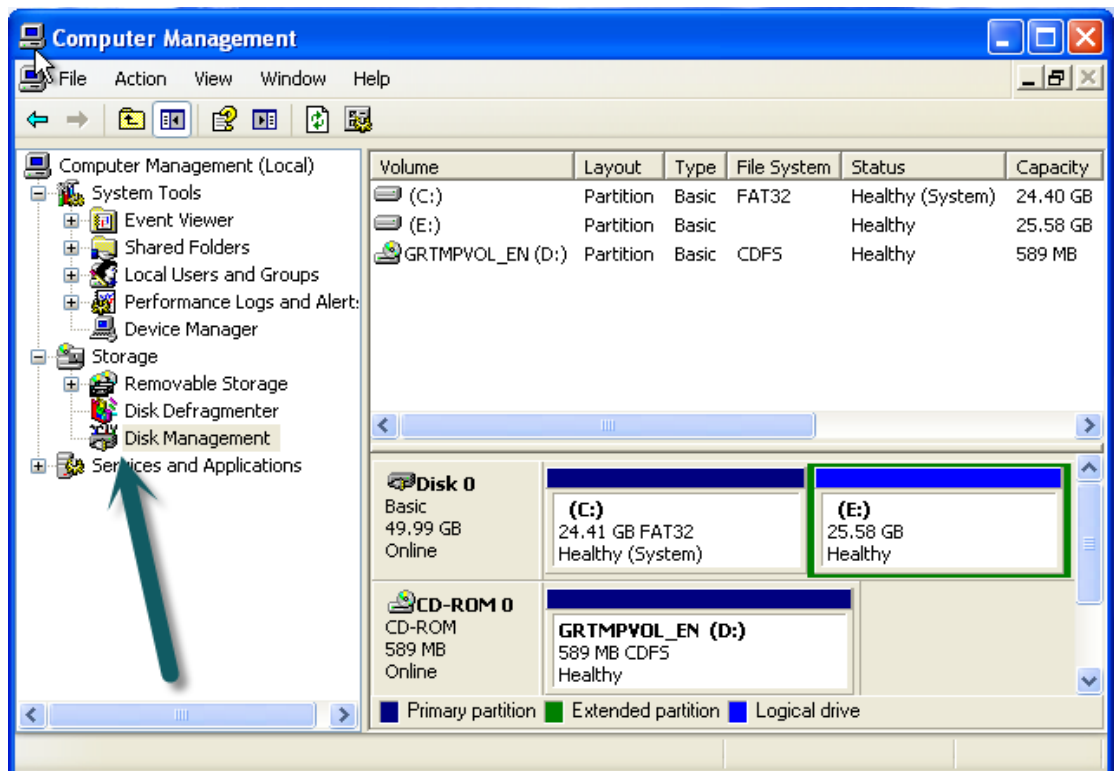 Computer Management
File Action View Window Help
Computer Management (Local)
System Tools
Event Viewer
Shared Folders
Local Users and Groups
Performance Logs and Alert:
Device Manager
Storage
Removable Storage
Disk Defragmenter
Disk Management
Services and Applications
Volume Layout Type File System Status Capacity
(C:) Partition Basic FAT32 Healthy (System) 24.40 GB
(E:) Partition Basic Healthy 25.58 GB
GRTMPVOL_EN (D:) Partition Basic CDFS Healthy 589 MB
Disk 0
Basic
49.99 GB
Online
(C:)
24.41 GB FAT32
Healthy (System)
(E:)
25.58 GB
Healthy
CD-ROM 0
CD-ROM
589 MB
Online
GRTMPVOL_EN (D:)
589 MB CDFS
Healthy
Primary partition Extended partition Logical drive